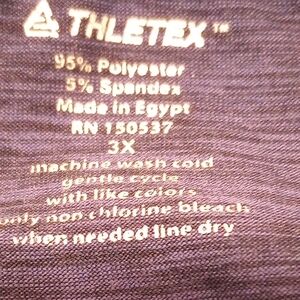 ATHLETEX™
95% Polyester
5% Spandex
Made in Egypt
RN 150537
3X
machine wash cold
gentle cycle
with like colors
only non chlorine bleach
when needed line dry